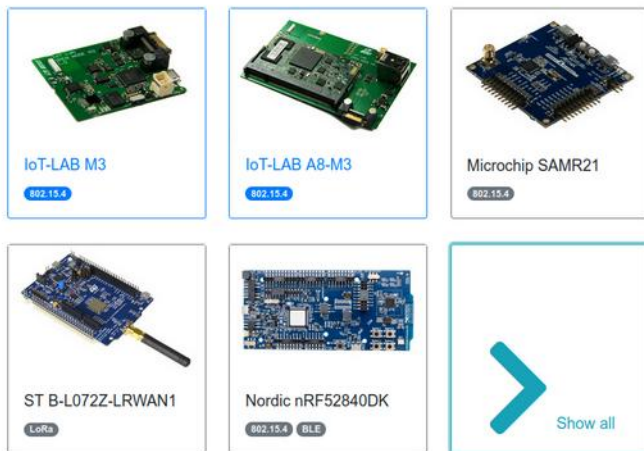 IoT-LAB M3
802.15.4
IoT-LAB A8-M3
802.15.4
Microchip SAMR21
802.15.4
ST B-L072Z-LRWAN1
LoRa
Nordic nRF52840DK
802.15.4 BLE
Show all